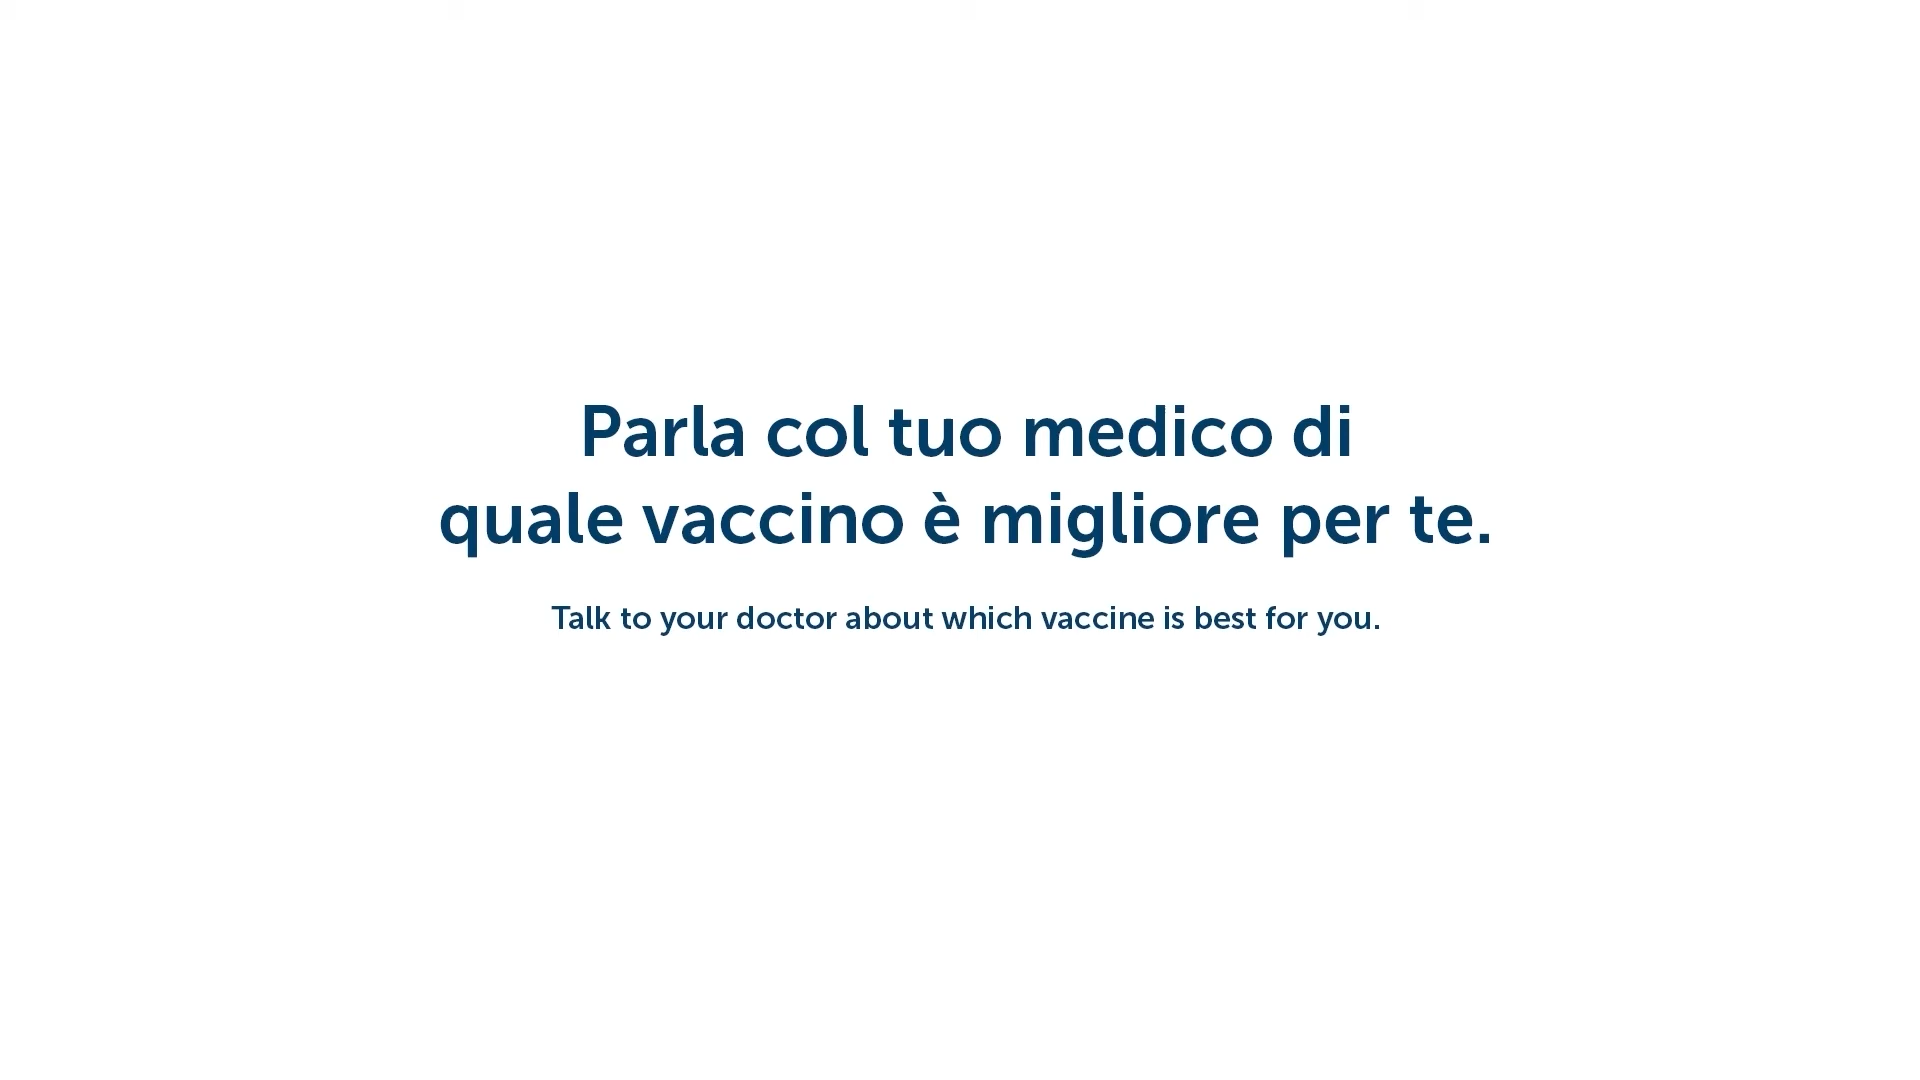 Parla col tuo medico di
quale vaccino è migliore per te.
Talk to your doctor about which vaccine is best for you.